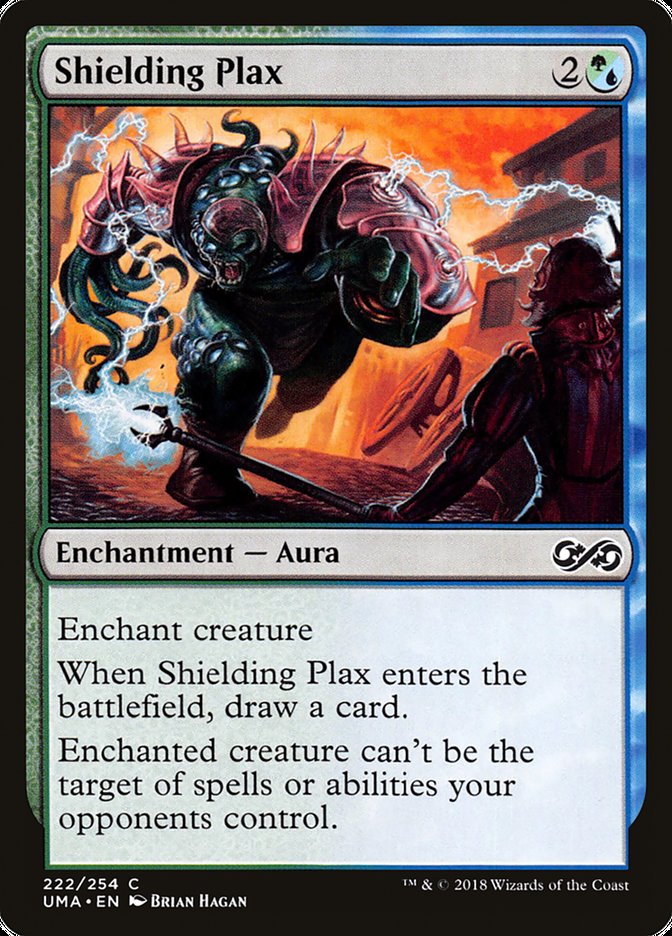 Shielding Plax 2
Enchantment — Aura
Enchant creature
When Shielding Plax enters the
battlefield, draw a card.
Enchanted creature can't be the
target of spells or abilities your
opponents control.
222/254 C
UMA • EN Brian Hagan
™ & © 2018 Wizards of the Coast